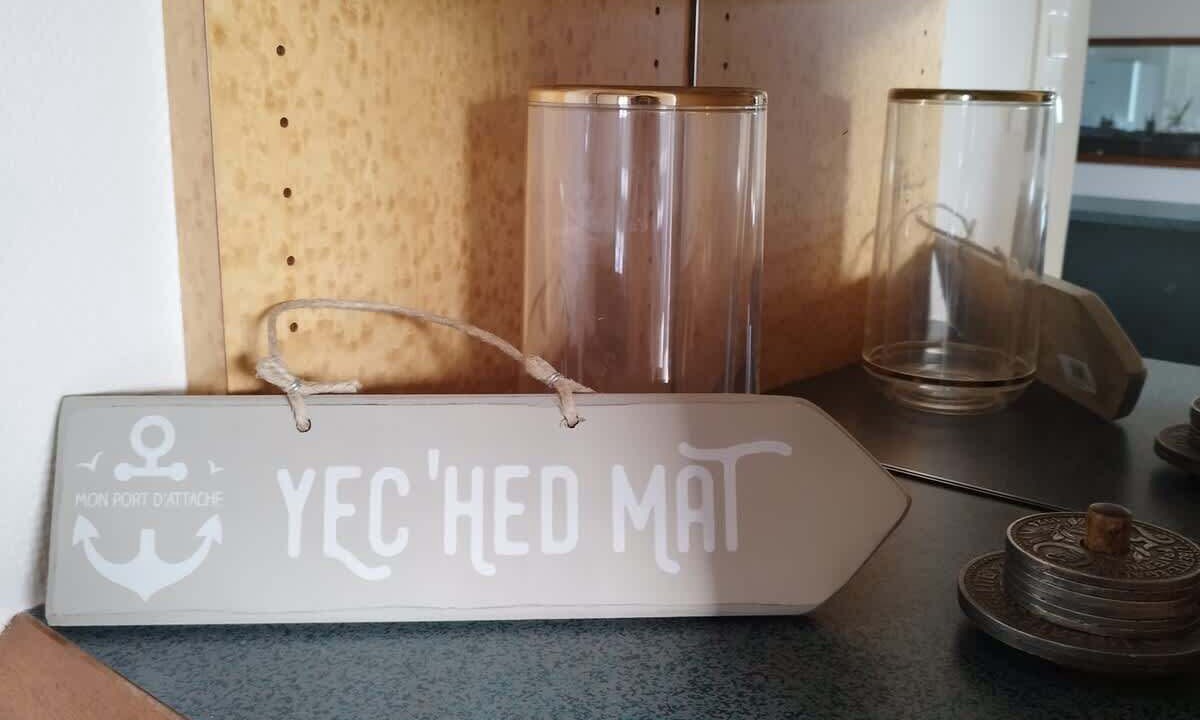 MON PORT D'ATTACHE
YEC'HED MAT